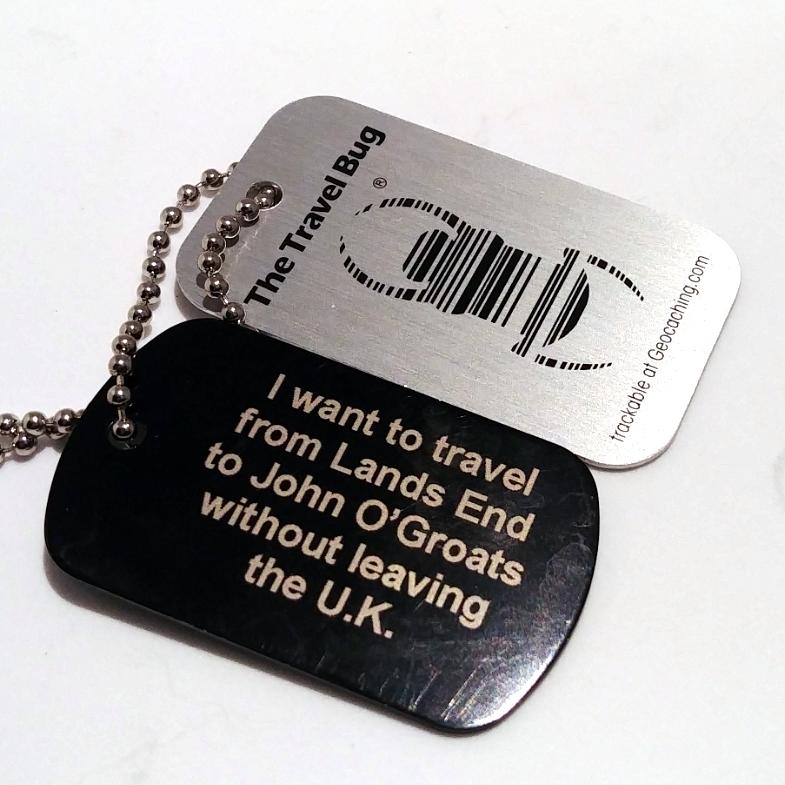 The Travel Bug
®
trackable at Geocaching.com
I want to travel
from Lands End
to John O'Groats
without leaving
the U.K.